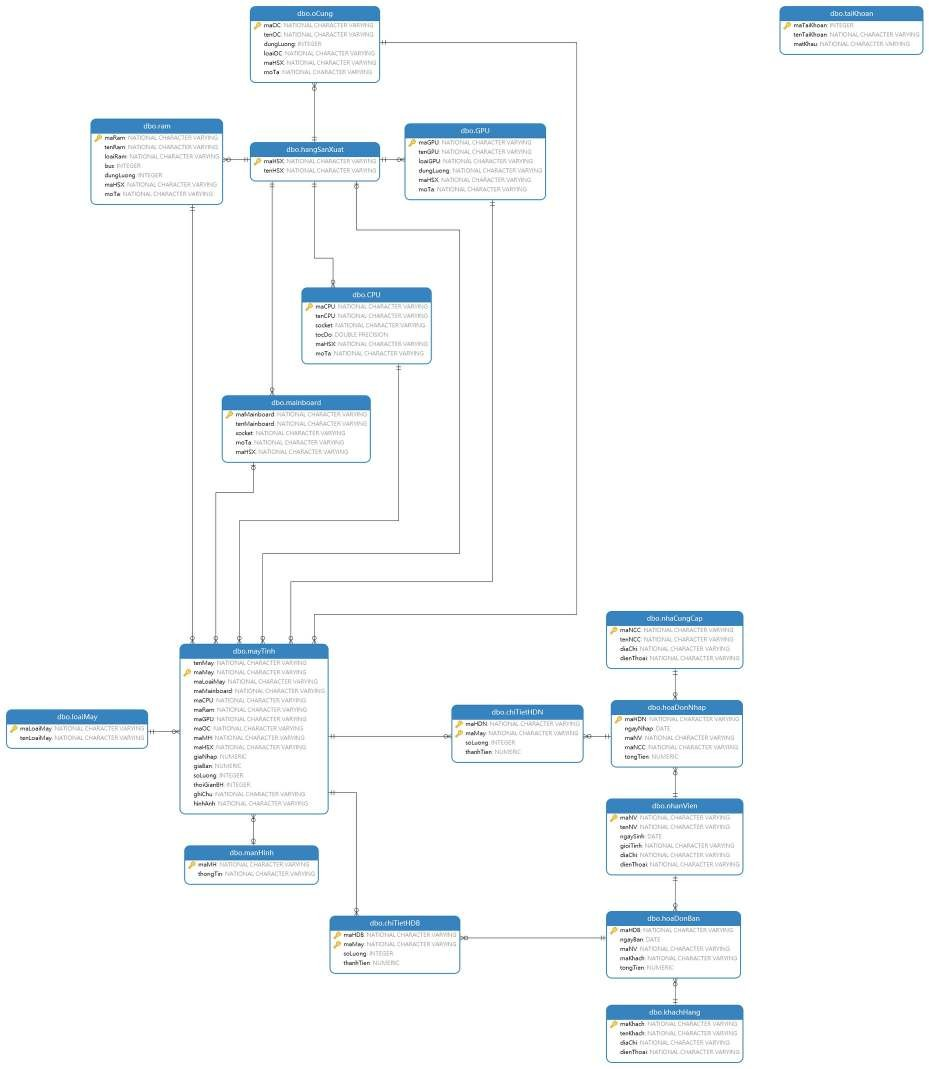 dbo.oCung
maOC: NATIONAL CHARACTER VARYING
tenOC: NATIONAL CHARACTER VARYING
dungLuong: INTEGER
loaiOC: NATIONAL CHARACTER VARYING
maHSX: NATIONAL CHARACTER VARYING
moTa: NATIONAL CHARACTER VARYING
dbo.taiKhoan
maTaiKhoan: INTEGER
tenTaiKhoan: NATIONAL CHARACTER VARYING
matKhau: NATIONAL CHARACTER VARYING
dbo.ram
maRam: NATIONAL CHARACTER VARYING
tenRam: NATIONAL CHARACTER VARYING
loaiRam: NATIONAL CHARACTER VARYING
bus: INTEGER
dungLuong: INTEGER
maHSX: NATIONAL CHARACTER VARYING
moTa: NATIONAL CHARACTER VARYING
dbo.hangSanXuat
maHSX: NATIONAL CHARACTER VARYING
tenHSX: NATIONAL CHARACTER VARYING
dbo.GPU
maGPU: NATIONAL CHARACTER VARYING
tenGPU: NATIONAL CHARACTER VARYING
loaiGPU: NATIONAL CHARACTER VARYING
dungLuong: NATIONAL CHARACTER VARYING
maHSX: NATIONAL CHARACTER VARYING
moTa: NATIONAL CHARACTER VARYING
dbo.CPU
maCPU: NATIONAL CHARACTER VARYING
tenCPU: NATIONAL CHARACTER VARYING
socket: NATIONAL CHARACTER VARYING
tocDo: DOUBLE PRECISION
maHSX: NATIONAL CHARACTER VARYING
moTa: NATIONAL CHARACTER VARYING
dbo.mainboard
maMainboard: NATIONAL CHARACTER VARYING
tenMainboard: NATIONAL CHARACTER VARYING
socket: NATIONAL CHARACTER VARYING
moTa: NATIONAL CHARACTER VARYING
maHSX: NATIONAL CHARACTER VARYING
dbo.mayTinh
tenMay: NATIONAL CHARACTER VARYING
maMay: NATIONAL CHARACTER VARYING
maLoaiMay: NATIONAL CHARACTER VARYING
maMainboard: NATIONAL CHARACTER VARYING
maCPU: NATIONAL CHARACTER VARYING
maRam: NATIONAL CHARACTER VARYING
maGPU: NATIONAL CHARACTER VARYING
maOC: NATIONAL CHARACTER VARYING
maMH: NATIONAL CHARACTER VARYING
maHSX: NATIONAL CHARACTER VARYING
giaNhap: NUMERIC
giaBan: NUMERIC
soLuong: INTEGER
thoiGianBH: INTEGER
ghiChu: NATIONAL CHARACTER VARYING
hinhAnh: NATIONAL CHARACTER VARYING
dbo.loaiMay
maLoaiMay: NATIONAL CHARACTER VARYING
tenLoaiMay: NATIONAL CHARACTER VARYING
dbo.manHinh
maMH: NATIONAL CHARACTER VARYING
thongTin: NATIONAL CHARACTER VARYING
dbo.nhaCungCap
maNCC: NATIONAL CHARACTER VARYING
tenNCC: NATIONAL CHARACTER VARYING
diaChi: NATIONAL CHARACTER VARYING
dienThoai: NATIONAL CHARACTER VARYING
dbo.chiTietHDN
maHDN: NATIONAL CHARACTER VARYING
maMay: NATIONAL CHARACTER VARYING
soLuong: INTEGER
thanhTien: NUMERIC
dbo.hoaDonNhap
maHDN: NATIONAL CHARACTER VARYING
ngayNhap: DATE
maNV: NATIONAL CHARACTER VARYING
maNCC: NATIONAL CHARACTER VARYING
tongTien: NUMERIC
dbo.nhanVien
maNV: NATIONAL CHARACTER VARYING
tenNV: NATIONAL CHARACTER VARYING
ngaySinh: DATE
gioiTinh: NATIONAL CHARACTER VARYING
diaChi: NATIONAL CHARACTER VARYING
dienThoai: NATIONAL CHARACTER VARYING
dbo.chiTietHDB
maHDB: NATIONAL CHARACTER VARYING
maMay: NATIONAL CHARACTER VARYING
soLuong: INTEGER
thanhTien: NUMERIC
dbo.hoaDonBan
maHDB: NATIONAL CHARACTER VARYING
ngayBan: DATE
maNV: NATIONAL CHARACTER VARYING
maKhach: NATIONAL CHARACTER VARYING
tongTien: NUMERIC
dbo.khachHang
maKhach: NATIONAL CHARACTER VARYING
tenKhach: NATIONAL CHARACTER VARYING
diaChi: NATIONAL CHARACTER VARYING
dienThoai: NATIONAL CHARACTER VARYING